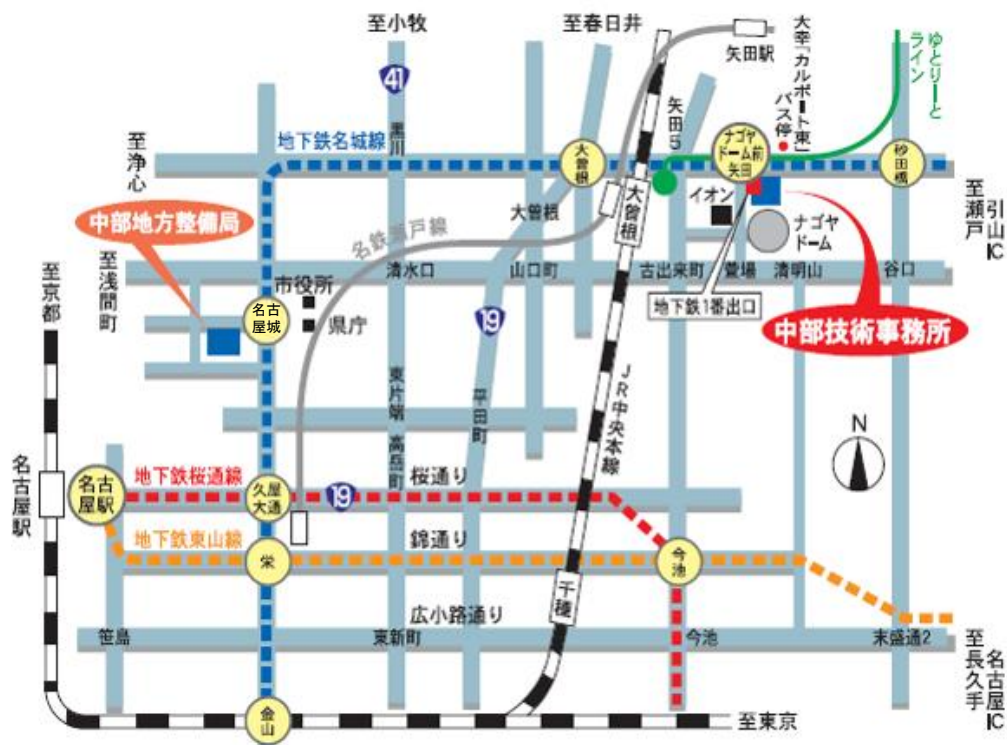 至小牧
至春日井
矢田駅
大幸「カルポート東」
バス停
ゆとりーと
ライン
41
至浄心
地下鉄名城線
黒川
大曽根
矢田5
ナゴヤ
ドーム前
矢田
砂田橋
大曽根
大曽根
イオン
ナゴヤ
ドーム
至瀬戸
引山IC
中部地方整備局
名鉄瀬戸線
至京都
至浅間町
市役所
県庁
清水口
山口町
古出来町
萱場
清明山
谷口
地下鉄1番出口
中部技術事務所
名古
屋城
19
東片端
平田町
JR中央本線
高岳町
N
名古屋駅
名古
屋駅
地下鉄桜通線
久屋
大通
19
桜通り
地下鉄東山線
栄
錦通り
今池
千種
広小路通り
笹島
東新町
今池
末盛通2
至長久手
名古屋IC
金山
至東京